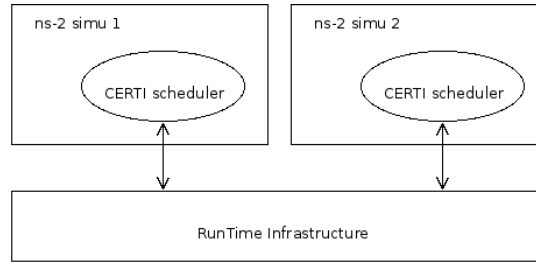 ns-2 simu 1
ns-2 simu 2
CERTI scheduler
CERTI scheduler
RunTime Infrastructure